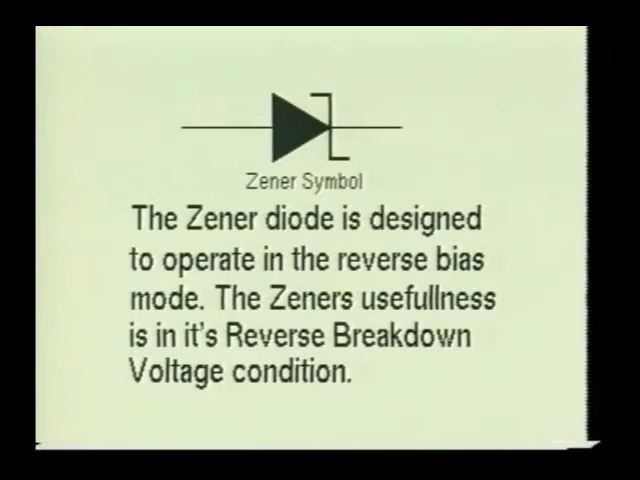 Zener Symbol
The Zener diode is designed
to operate in the reverse bias
mode. The Zeners usefullness
is in it's Reverse Breakdown
Voltage condition.